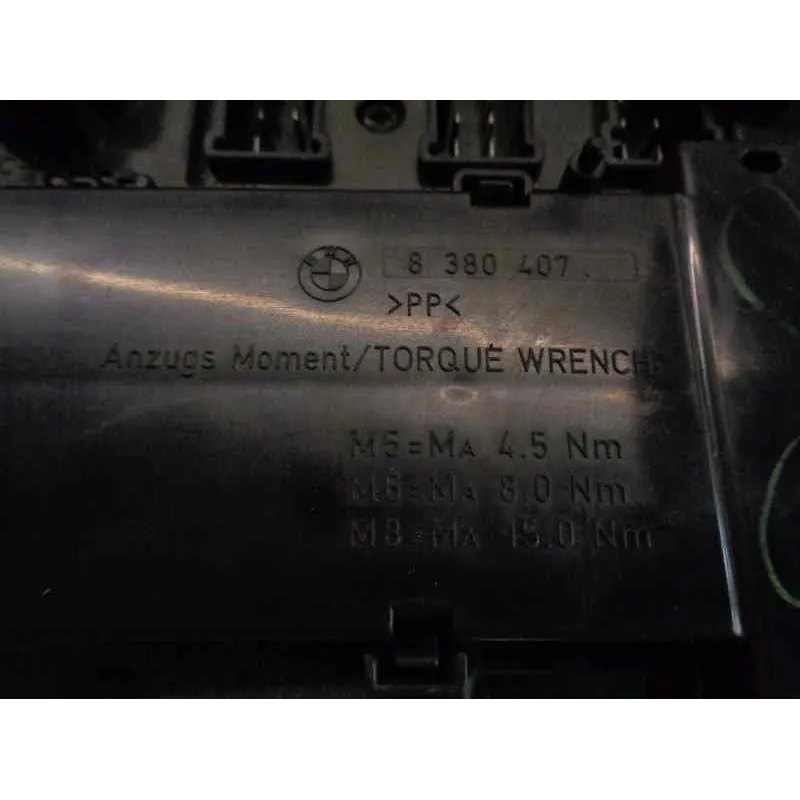 BMW
8 380 407.
>PP<
Anzugs Moment/TORQUE WRENCH
M5=MA 4.5 Nm
M6=MA 8.0 Nm
M8=MA 15.0 Nm